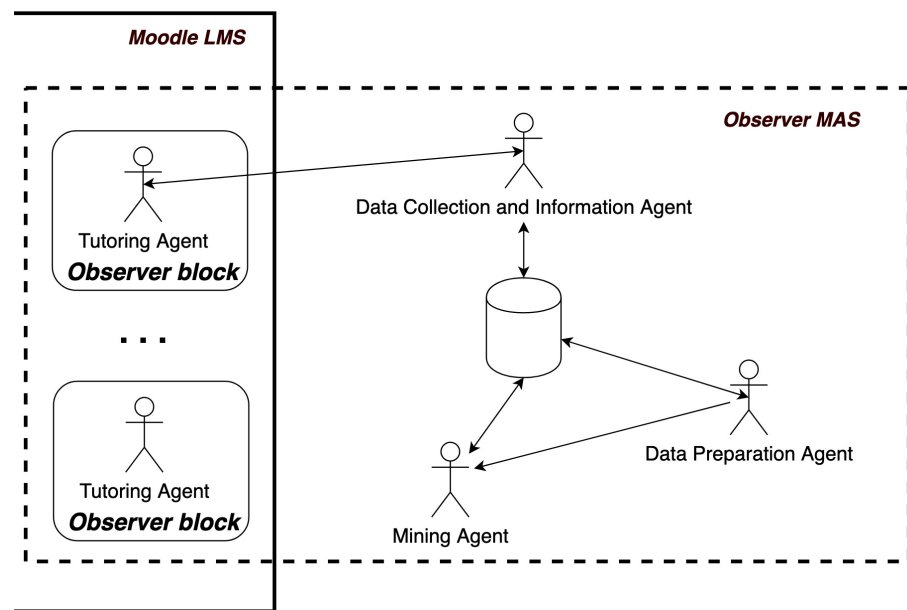 Moodle LMS
Observer MAS
Data Collection and Information Agent
Tutoring Agent
Observer block
...
Data Preparation Agent
Tutoring Agent
Observer block
Mining Agent